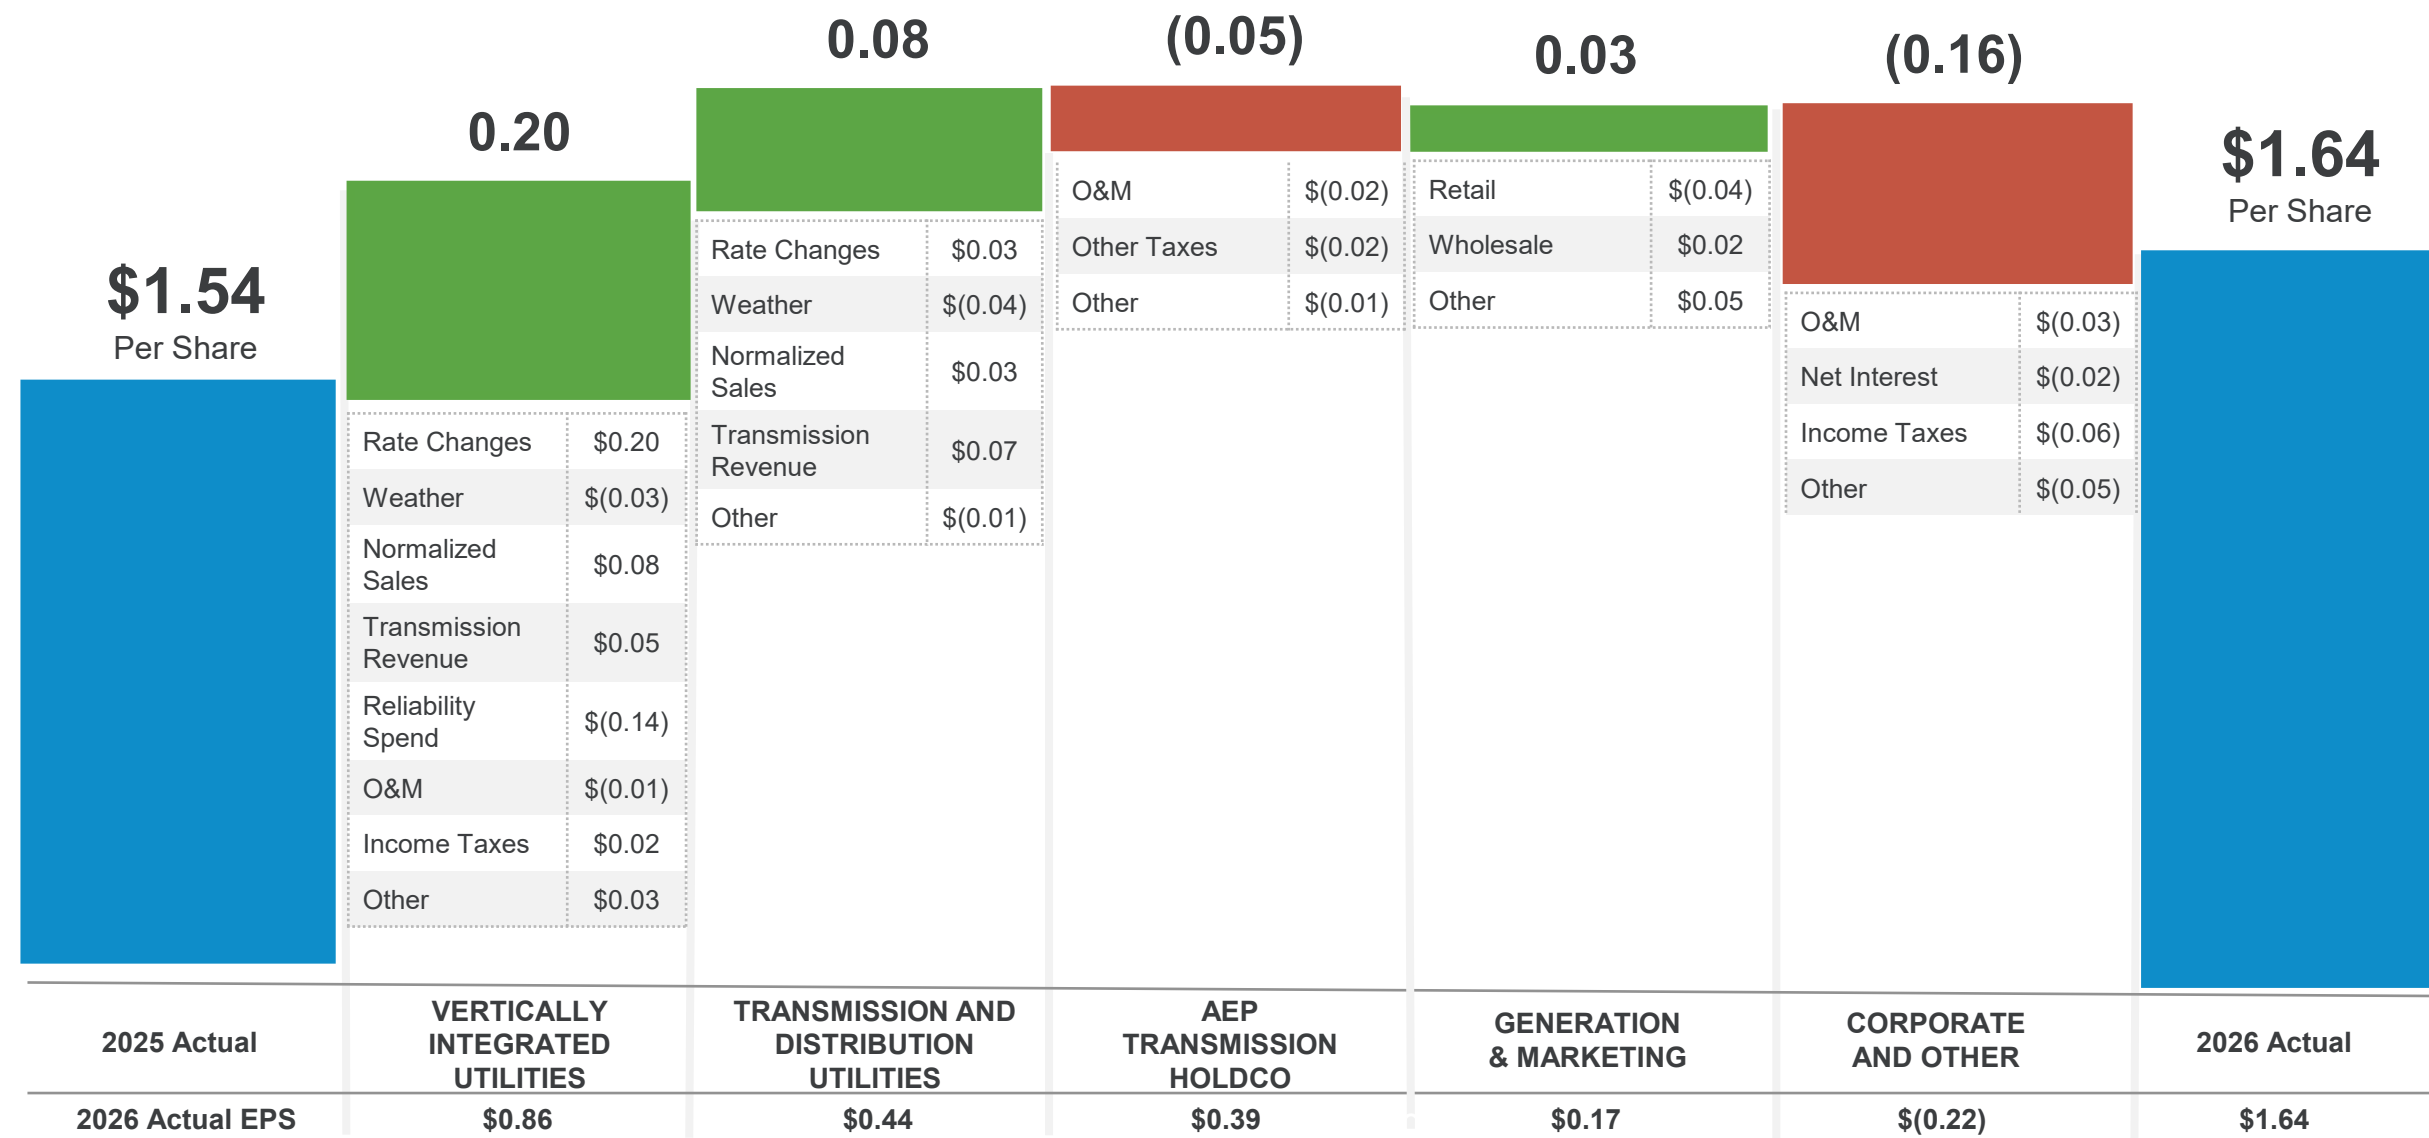 0.08
(0.05)
0.03
(0.16)
0.20
$1.64
Per Share
$1.54
Per Share
Rate Changes $0.20
Weather $(0.03)
Normalized
Sales $0.08
Transmission
Revenue $0.05
Reliability
Spend $(0.14)
O&M $(0.01)
Income Taxes $0.02
Other $0.03
Rate Changes $0.03
Weather $(0.04)
Normalized
Sales $0.03
Transmission
Revenue $0.07
Other $(0.01)
O&M $(0.02)
Other Taxes $(0.02)
Other $(0.01)
Retail $(0.04)
Wholesale $0.02
Other $0.05
O&M $(0.03)
Net Interest $(0.02)
Income Taxes $(0.06)
Other $(0.05)
2025 Actual
VERTICALLY
INTEGRATED
UTILITIES
TRANSMISSION AND
DISTRIBUTION
UTILITIES
AEP
TRANSMISSION
HOLDCO
GENERATION
& MARKETING
CORPORATE
AND OTHER
2026 Actual
2026 Actual EPS $0.86 $0.44 $0.39 $0.17 $(0.22) $1.64